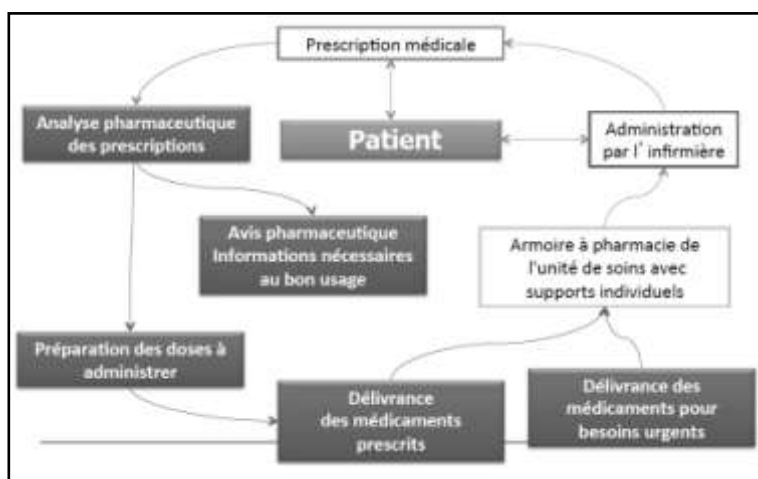 Prescription médicale
Analyse pharmaceutique
des prescriptions
Patient
Administration
par l' infirmière
Avis pharmaceutique
Informations nécessaires
au bon usage
Armoire à pharmacie de
l'unité de soins avec
supports individuels
Préparation des doses à
administrer
Délivrance
des médicaments
prescrits
Délivrance des
médicaments pour
besoins urgents